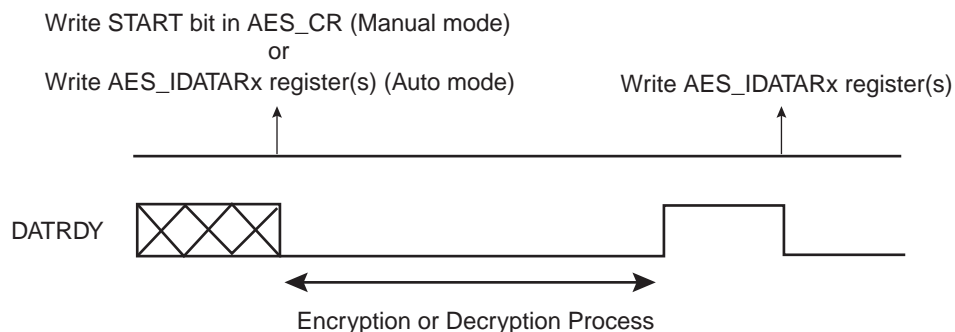 Write START bit in AES_CR (Manual mode)
or
Write AES_IDATARx register(s) (Auto mode)
Write AES_IDATARx register(s)
DATRDY
Encryption or Decryption Process